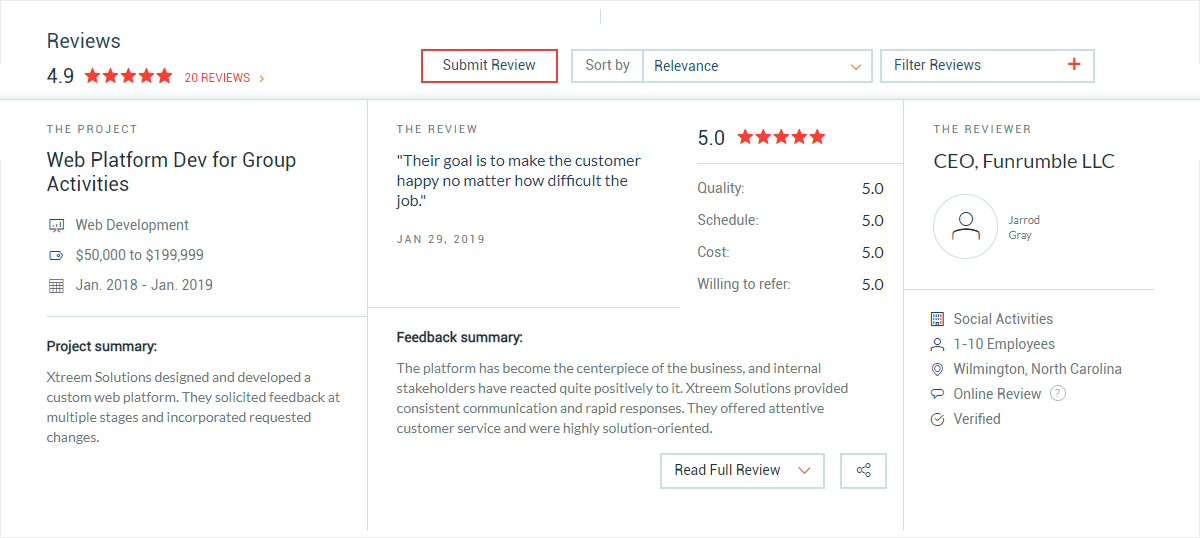 Reviews
4.9 20 REVIEWS
Submit Review
Sort by Relevance
Filter Reviews +
THE PROJECT
Web Platform Dev for Group
Activities
Web Development
$50,000 to $199,999
Jan. 2018 - Jan. 2019
Project summary:
Xtreem Solutions designed and developed a
custom web platform. They solicited feedback at
multiple stages and incorporated requested
changes.
THE REVIEW
"Their goal is to make the customer
happy no matter how difficult the
job."
JAN 29, 2019
5.0
Quality: 5.0
Schedule: 5.0
Cost: 5.0
Willing to refer: 5.0
Feedback summary:
The platform has become the centerpiece of the business, and internal
stakeholders have reacted quite positively to it. Xtreem Solutions provided
consistent communication and rapid responses. They offered attentive
customer service and were highly solution-oriented.
Read Full Review
THE REVIEWER
CEO, Funrumble LLC
Jarrod
Gray
Social Activities
1-10 Employees
Wilmington, North Carolina
Online Review ?
Verified